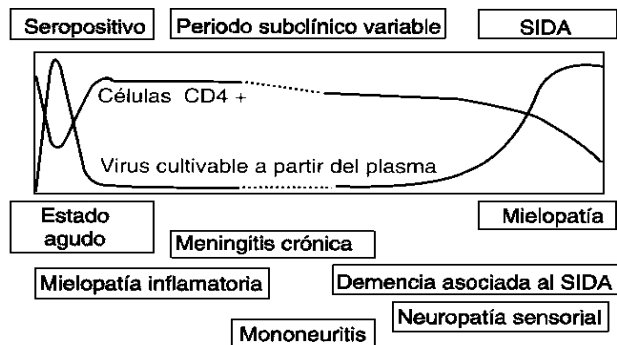 Seropositivo
Periodo subclínico variable
SIDA
Células CD4 +
Virus cultivable a partir del plasma
Estado
agudo
Mielopatía
Meningítis crónica
Mielopatía inflamatoria
Demencia asociada al SIDA
Neuropatía sensorial
Mononeuritis